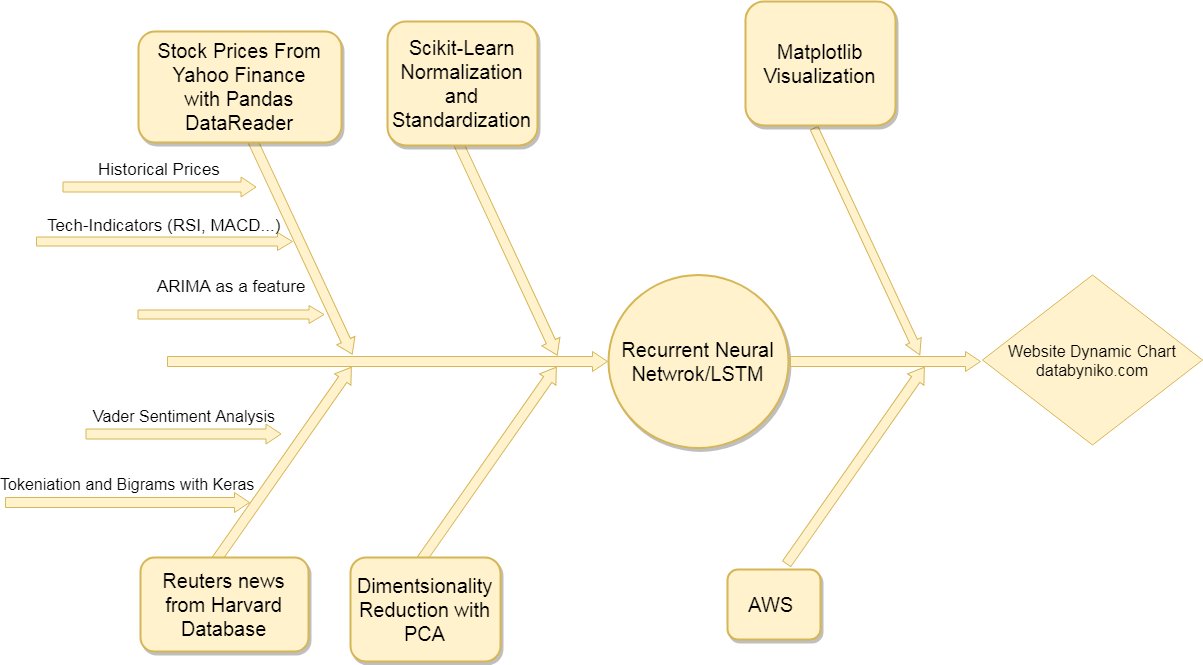 Stock Prices From
Yahoo Finance
with Pandas
DataReader
Scikit-Learn
Normalization
and
Standardization
Matplotlib
Visualization
Historical Prices
Tech-Indicators (RSI, MACD...)
ARIMA as a feature
Recurrent Neural
Netwrok/LSTM
Website Dynamic Chart
databyniko.com
Vader Sentiment Analysis
Tokeniation and Bigrams with Keras
Reuters news
from Harvard
Database
Dimentsionality
Reduction with
PCA
AWS